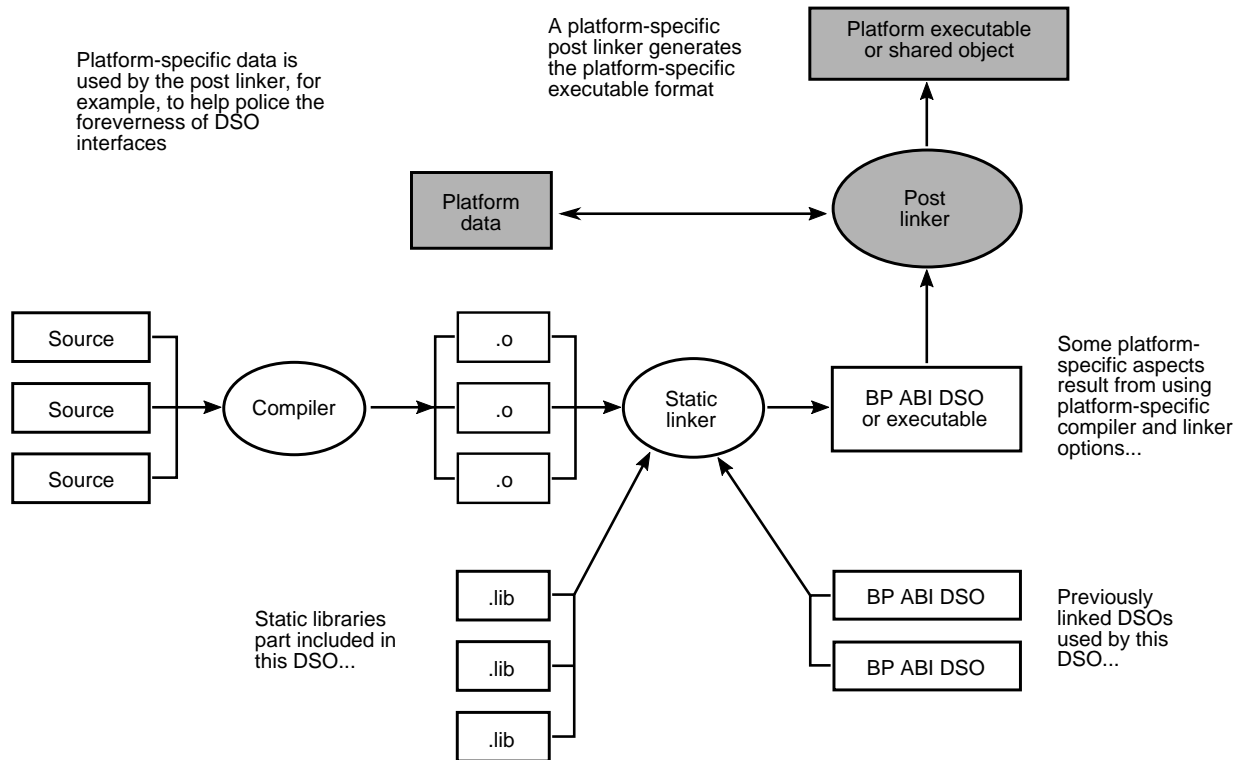 Platform-specific data is
used by the post linker, for
example, to help police the
foreverness of DSO
interfaces
A platform-specific
post linker generates
the platform-specific
executable format
Platform executable
or shared object
Platform
data
Post
linker
Source
Source
Source
Compiler
.o
.o
.o
Static
linker
BP ABI DSO
or executable
Some platform-
specific aspects
result from using
platform-specific
compiler and linker
options...
Static libraries
part included in
this DSO...
.lib
.lib
.lib
BP ABI DSO
BP ABI DSO
Previously
linked DSOs
used by this
DSO...